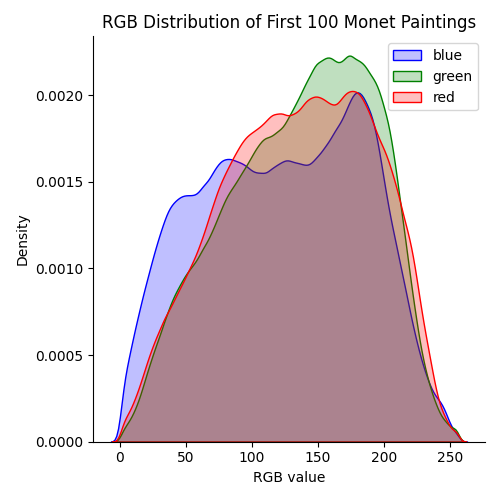 RGB Distribution of First 100 Monet Paintings
blue
green
red
Density
0.0020
0.0015
0.0010
0.0005
0.0000
0 50 100 150 200 250
RGB value